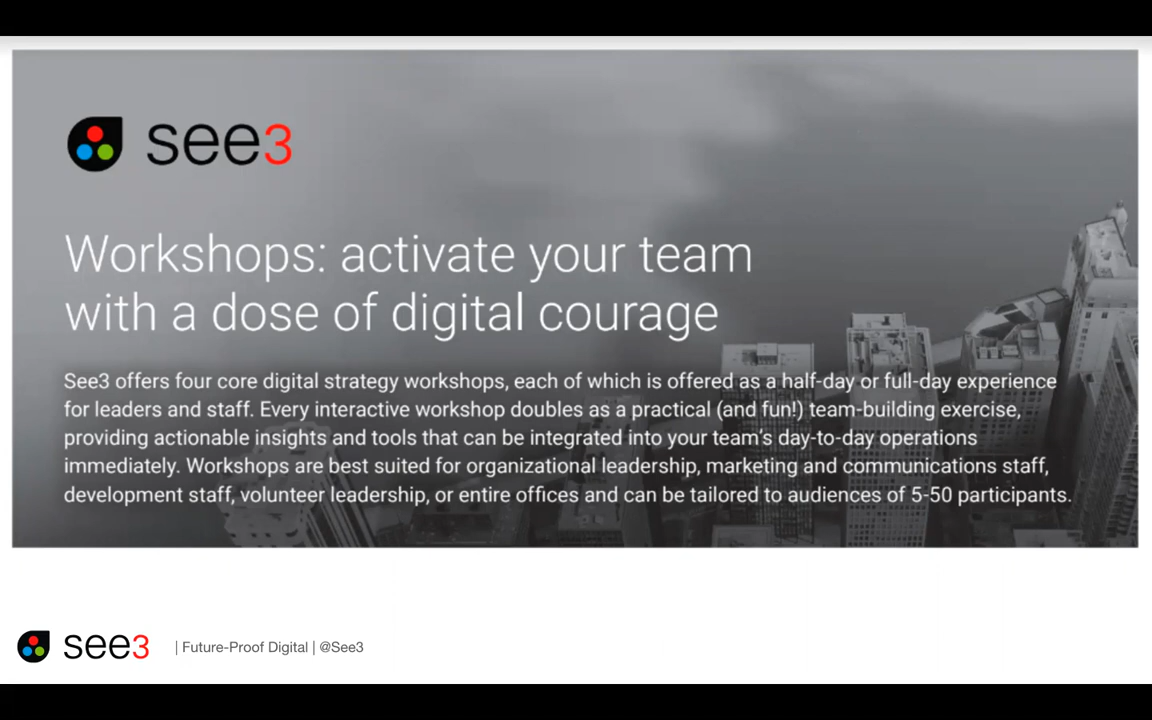 see3
Workshops: activate your team
with a dose of digital courage
See3 offers four core digital strategy workshops, each of which is offered as a half-day or full-day experience
for leaders and staff. Every interactive workshop doubles as a practical (and fun!) team-building exercise,
providing actionable insights and tools that can be integrated into your team's day-to-day operations
immediately. Workshops are best suited for organizational leadership, marketing and communications staff,
development staff, volunteer leadership, or entire offices and can be tailored to audiences of 5-50 participants.
see3 | Future-Proof Digital | @See3